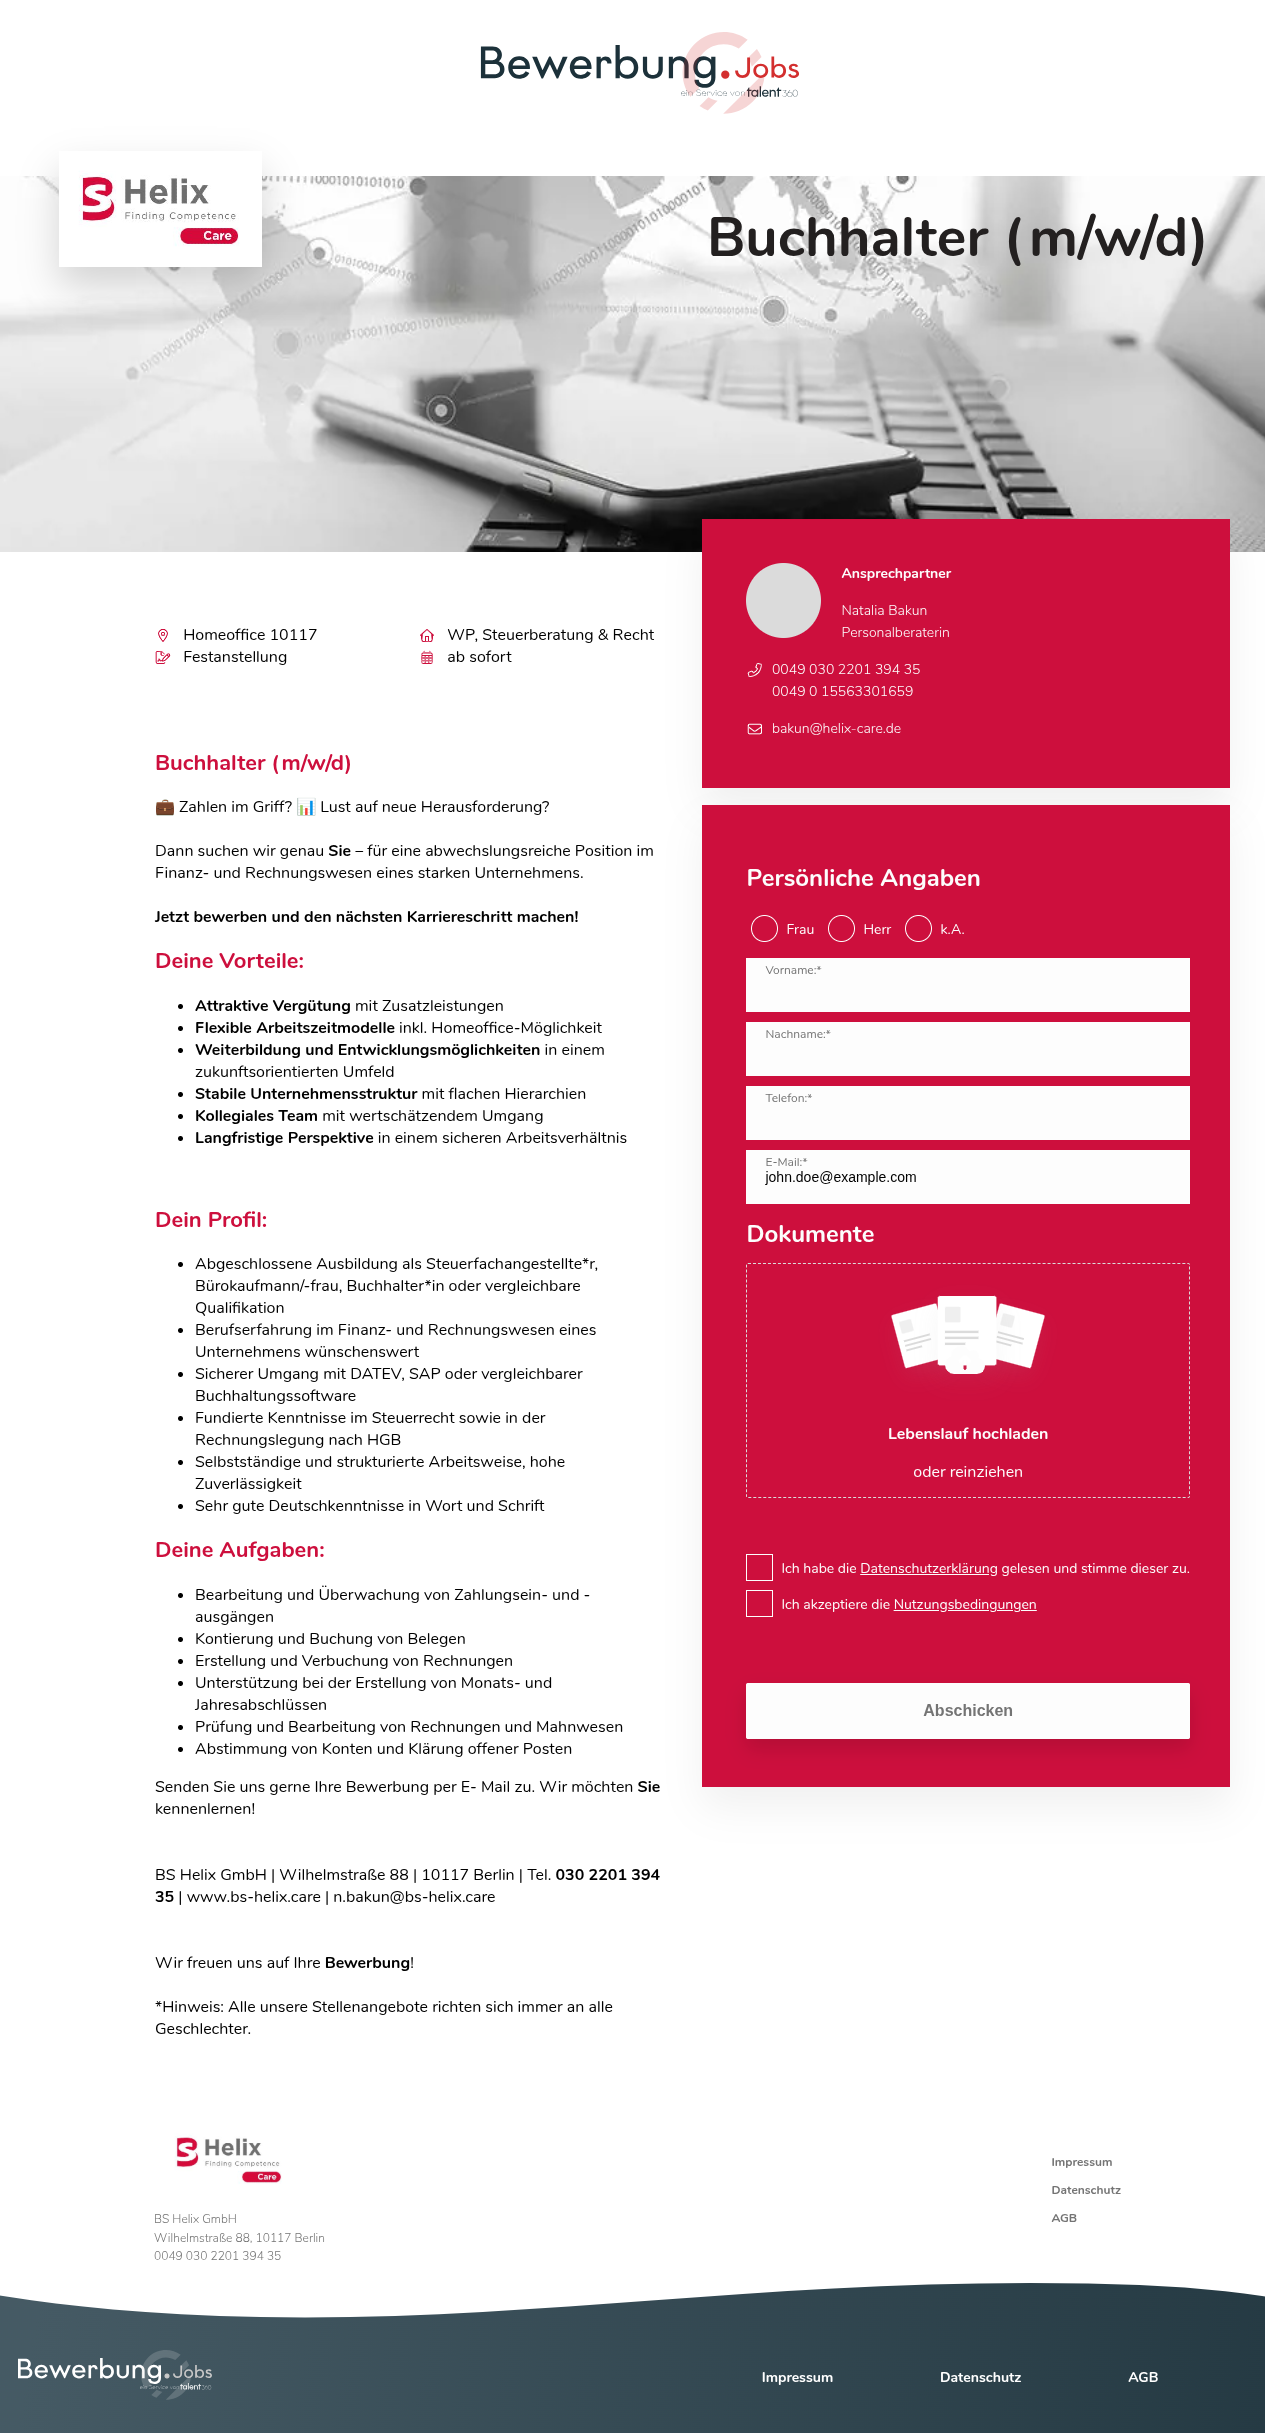 Bewerbung.Jobs
ein Service von talent360
BS Helix
Finding Competence
Care
Buchhalter (m/w/d)
Homeoffice 10117
WP, Steuerberatung & Recht
Festanstellung
ab sofort
Ansprechpartner
Natalia Bakun
Personalberaterin
0049 030 2201 394 35
0049 0 15563301659
bakun@helix-care.de
Buchhalter (m/w/d)
💼 Zahlen im Griff? 📊 Lust auf neue Herausforderung?
Dann suchen wir genau Sie – für eine abwechslungsreiche Position im
Finanz- und Rechnungswesen eines starken Unternehmens.
Jetzt bewerben und den nächsten Karriereschritt machen!
Deine Vorteile:
• Attraktive Vergütung mit Zusatzleistungen
• Flexible Arbeitszeitmodelle inkl. Homeoffice-Möglichkeit
• Weiterbildung und Entwicklungsmöglichkeiten in einem
zukunftsorientierten Umfeld
• Stabile Unternehmensstruktur mit flachen Hierarchien
• Kollegiales Team mit wertschätzendem Umgang
• Langfristige Perspektive in einem sicheren Arbeitsverhältnis
Dein Profil:
• Abgeschlossene Ausbildung als Steuerfachangestellte*r,
Bürokaufmann/-frau, Buchhalter*in oder vergleichbare
Qualifikation
• Berufserfahrung im Finanz- und Rechnungswesen eines
Unternehmens wünschenswert
• Sicherer Umgang mit DATEV, SAP oder vergleichbarer
Buchhaltungssoftware
• Fundierte Kenntnisse im Steuerrecht sowie in der
Rechnungslegung nach HGB
• Selbstständige und strukturierte Arbeitsweise, hohe
Zuverlässigkeit
• Sehr gute Deutschkenntnisse in Wort und Schrift
Deine Aufgaben:
• Bearbeitung und Überwachung von Zahlungsein- und -
ausgängen
• Kontierung und Buchung von Belegen
• Erstellung und Verbuchung von Rechnungen
• Unterstützung bei der Erstellung von Monats- und
Jahresabschlüssen
• Prüfung und Bearbeitung von Rechnungen und Mahnwesen
• Abstimmung von Konten und Klärung offener Posten
Senden Sie uns gerne Ihre Bewerbung per E- Mail zu. Wir möchten Sie
kennenlernen!
BS Helix GmbH | Wilhelmstraße 88 | 10117 Berlin | Tel. 030 2201 394
35 | www.bs-helix.care | n.bakun@bs-helix.care
Wir freuen uns auf Ihre Bewerbung!
*Hinweis: Alle unsere Stellenangebote richten sich immer an alle
Geschlechter.
Persönliche Angaben
Frau Herr k.A.
Vorname:*
Nachname:*
Telefon:*
E-Mail:*
john.doe@example.com
Dokumente
Lebenslauf hochladen
oder reinziehen
Ich habe die Datenschutzerklärung gelesen und stimme dieser zu.
Ich akzeptiere die Nutzungsbedingungen
Abschicken
BS Helix
Finding Competence
Care
BS Helix GmbH
Wilhelmstraße 88, 10117 Berlin
0049 030 2201 394 35
Impressum
Datenschutz
AGB
Bewerbung.Jobs
ein Service von talent360
Impressum
Datenschutz
AGB